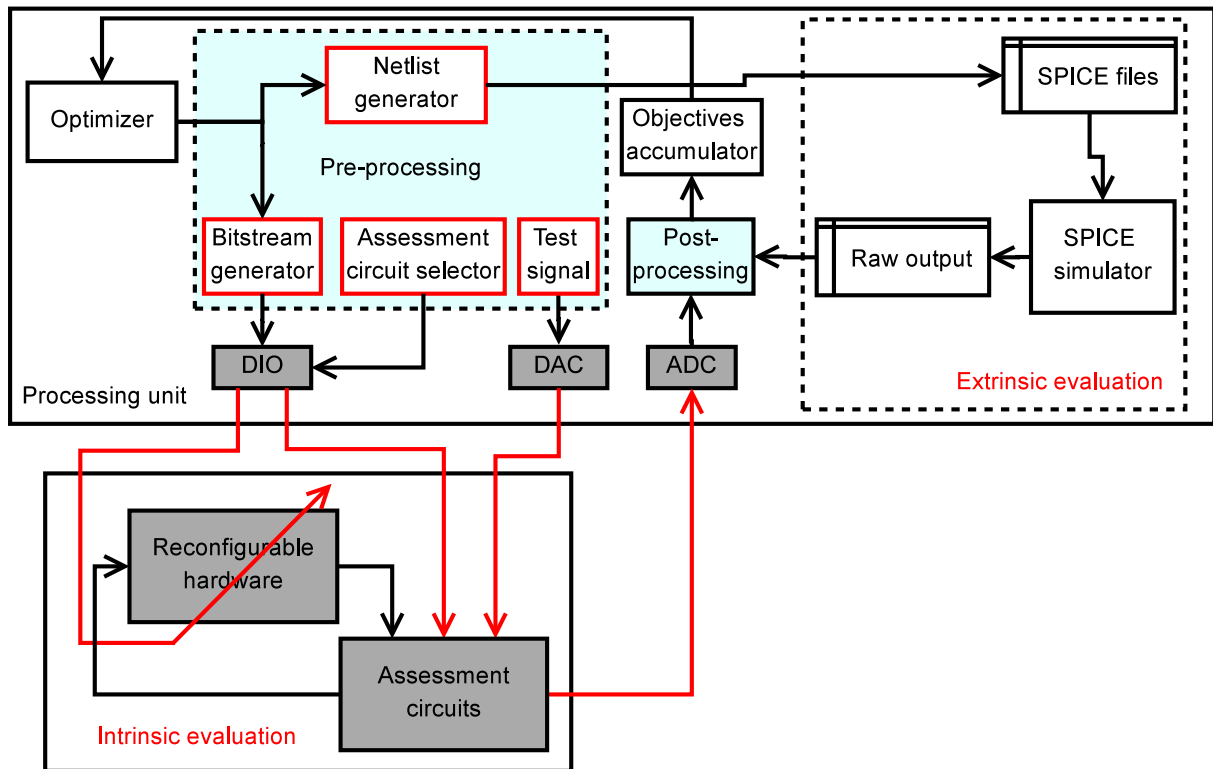 Optimizer
Netlist
generator
Pre-processing
Bitstream
generator
Assessment
circuit selector
Test
signal
Objectives
accumulator
Post-
processing
SPICE files
SPICE
simulator
Raw output
Extrinsic evaluation
DIO
DAC
ADC
Processing unit
Reconfigurable
hardware
Assessment
circuits
Intrinsic evaluation